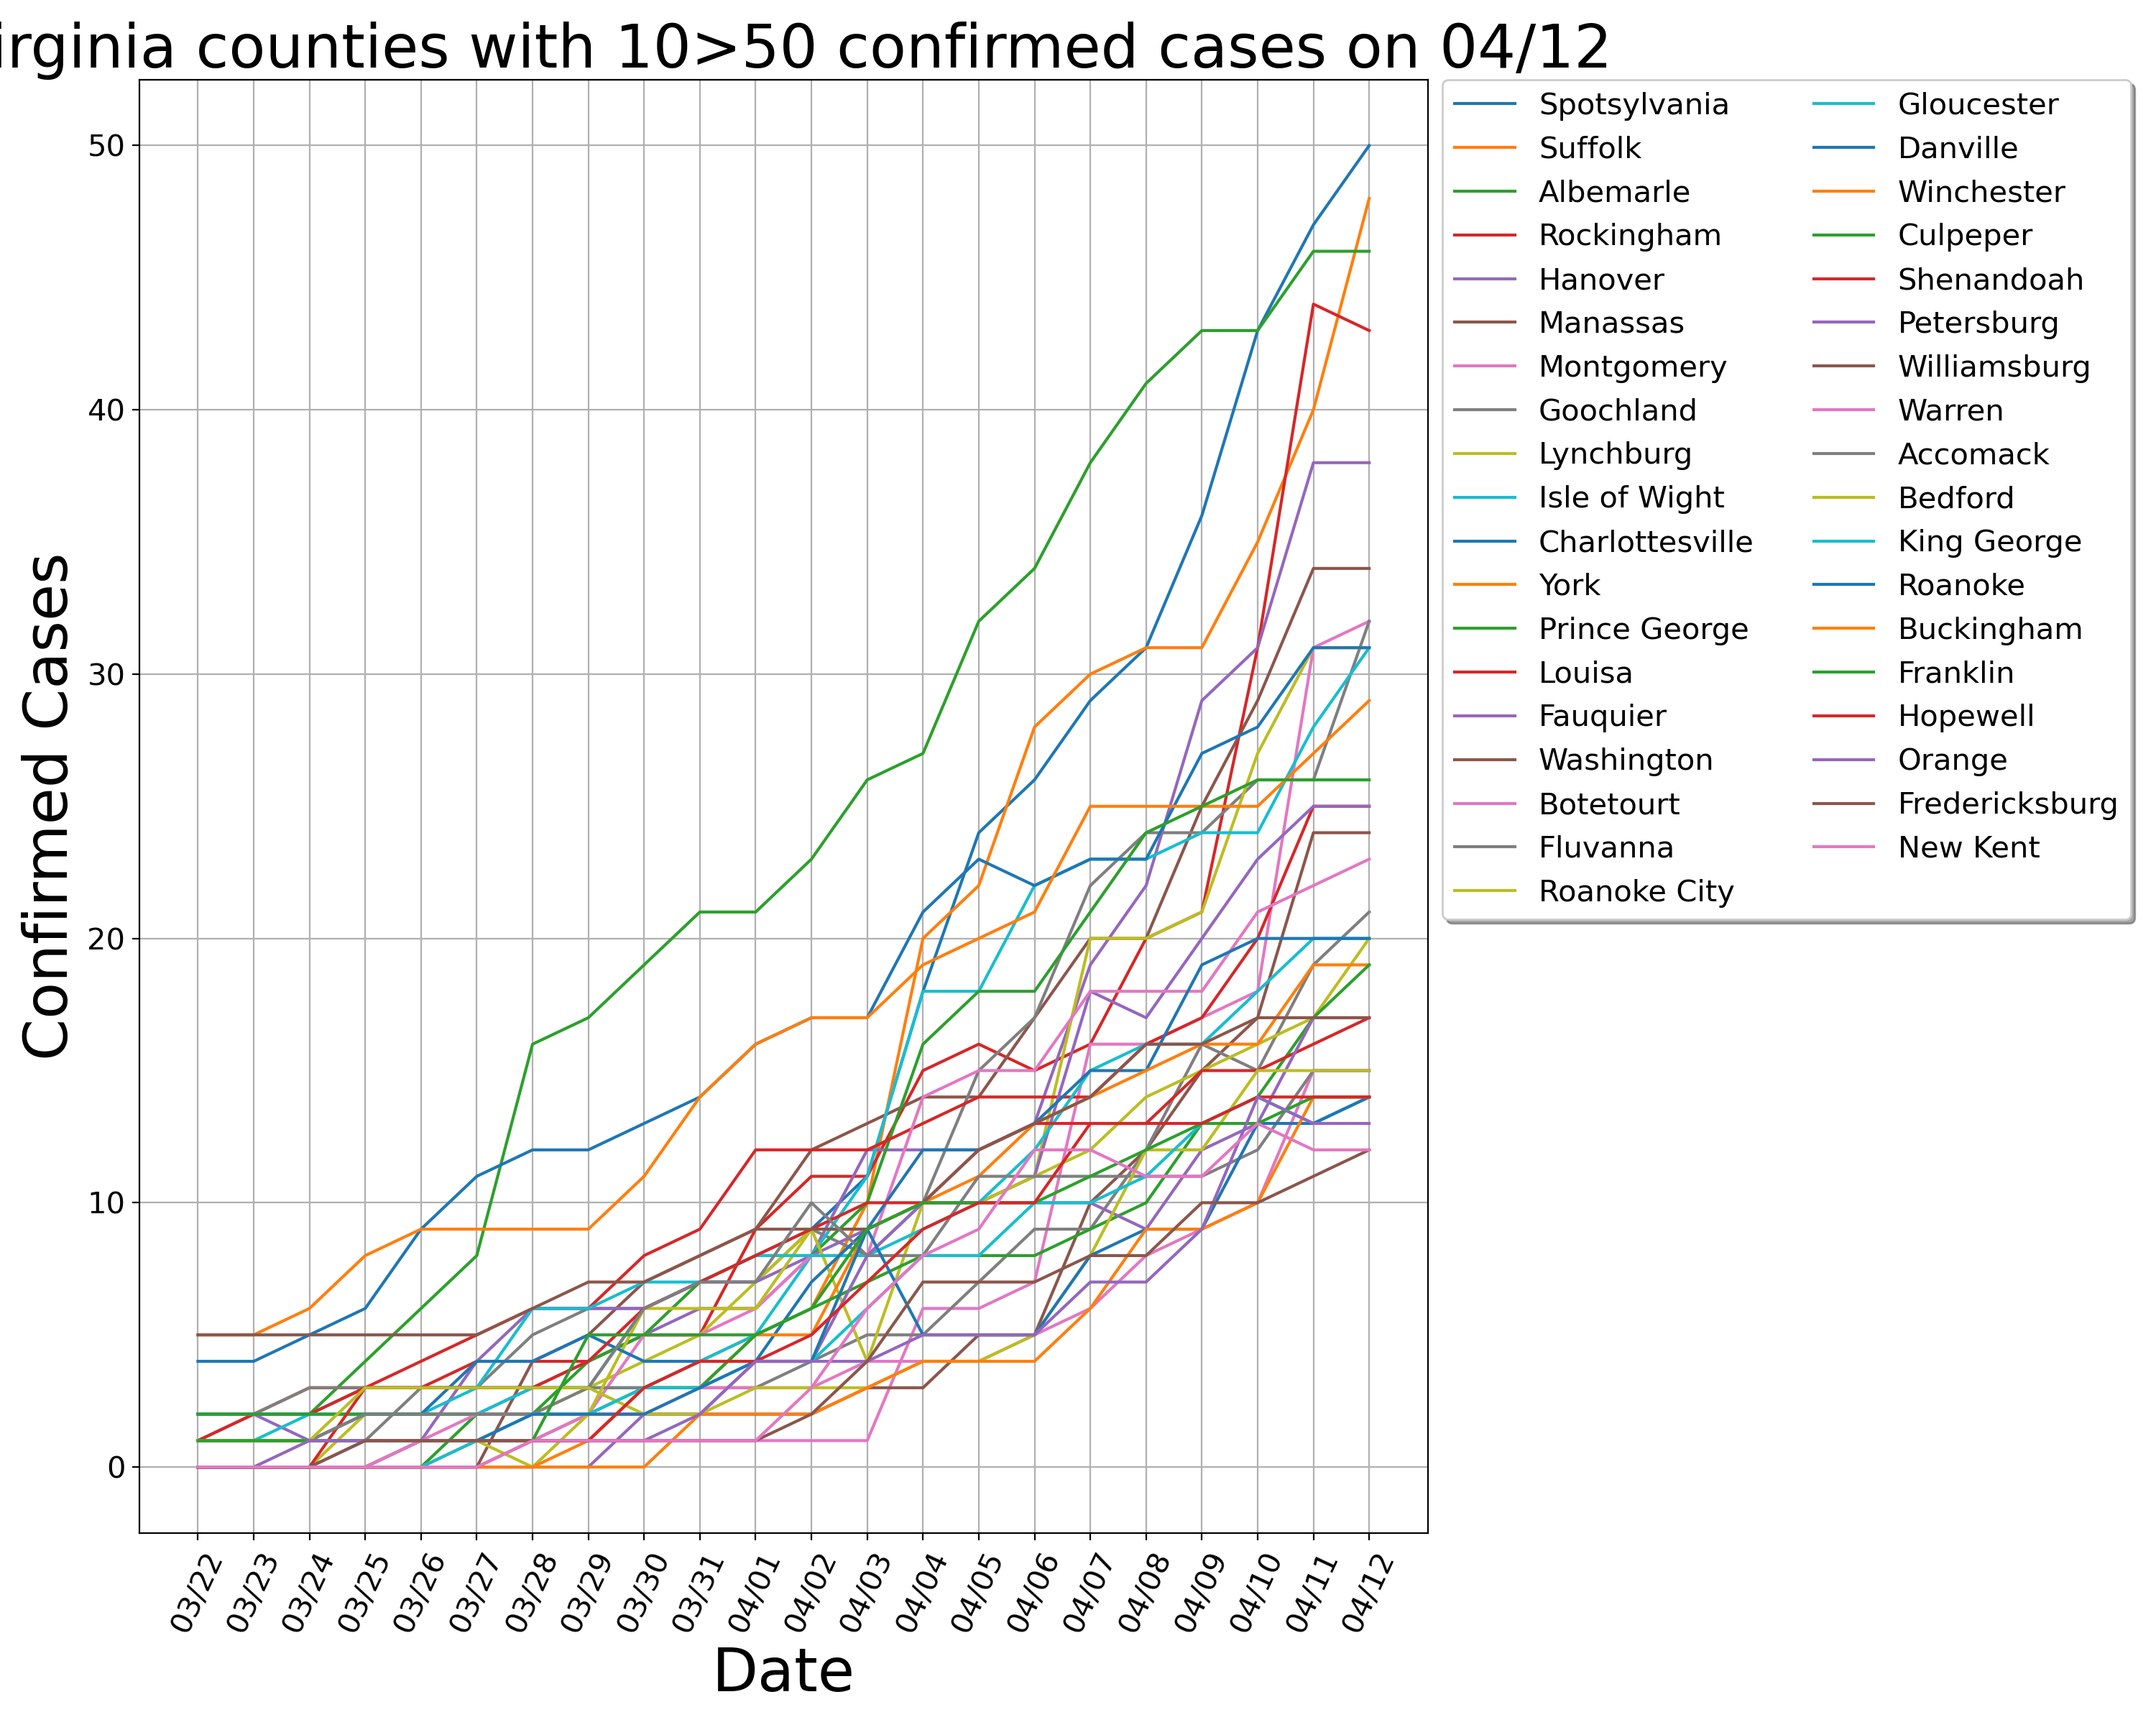 irginia counties with 10>50 confirmed cases on 04/12
Confirmed Cases
50
40
30
20
10
0
03/22
03/23
03/24
03/25
03/26
03/27
03/28
03/29
03/30
03/31
04/01
04/02
04/03
04/04
04/05
04/06
04/07
04/08
04/09
04/10
04/11
04/12
Date
Spotsylvania
Suffolk
Albemarle
Rockingham
Hanover
Manassas
Montgomery
Goochland
Lynchburg
Isle of Wight
Charlottesville
York
Prince George
Louisa
Fauquier
Washington
Botetourt
Fluvanna
Roanoke City
Gloucester
Danville
Winchester
Culpeper
Shenandoah
Petersburg
Williamsburg
Warren
Accomack
Bedford
King George
Roanoke
Buckingham
Franklin
Hopewell
Orange
Fredericksburg
New Kent